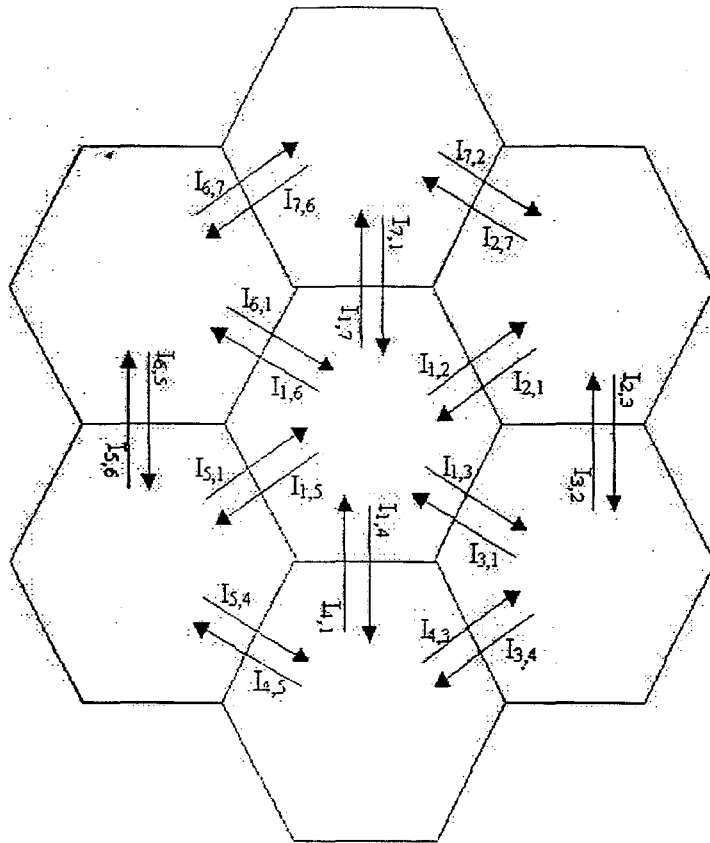 I6,7
I7,6
I7,2
I2,7
I7,1
I1,7
I6,1
I1,6
I1,2
I2,1
I6,5
I5,6
I2,3
I3,2
I5,1
I1,5
I1,3
I3,1
I1,4
I4,1
I5,4
I4,5
I4,3
I3,4